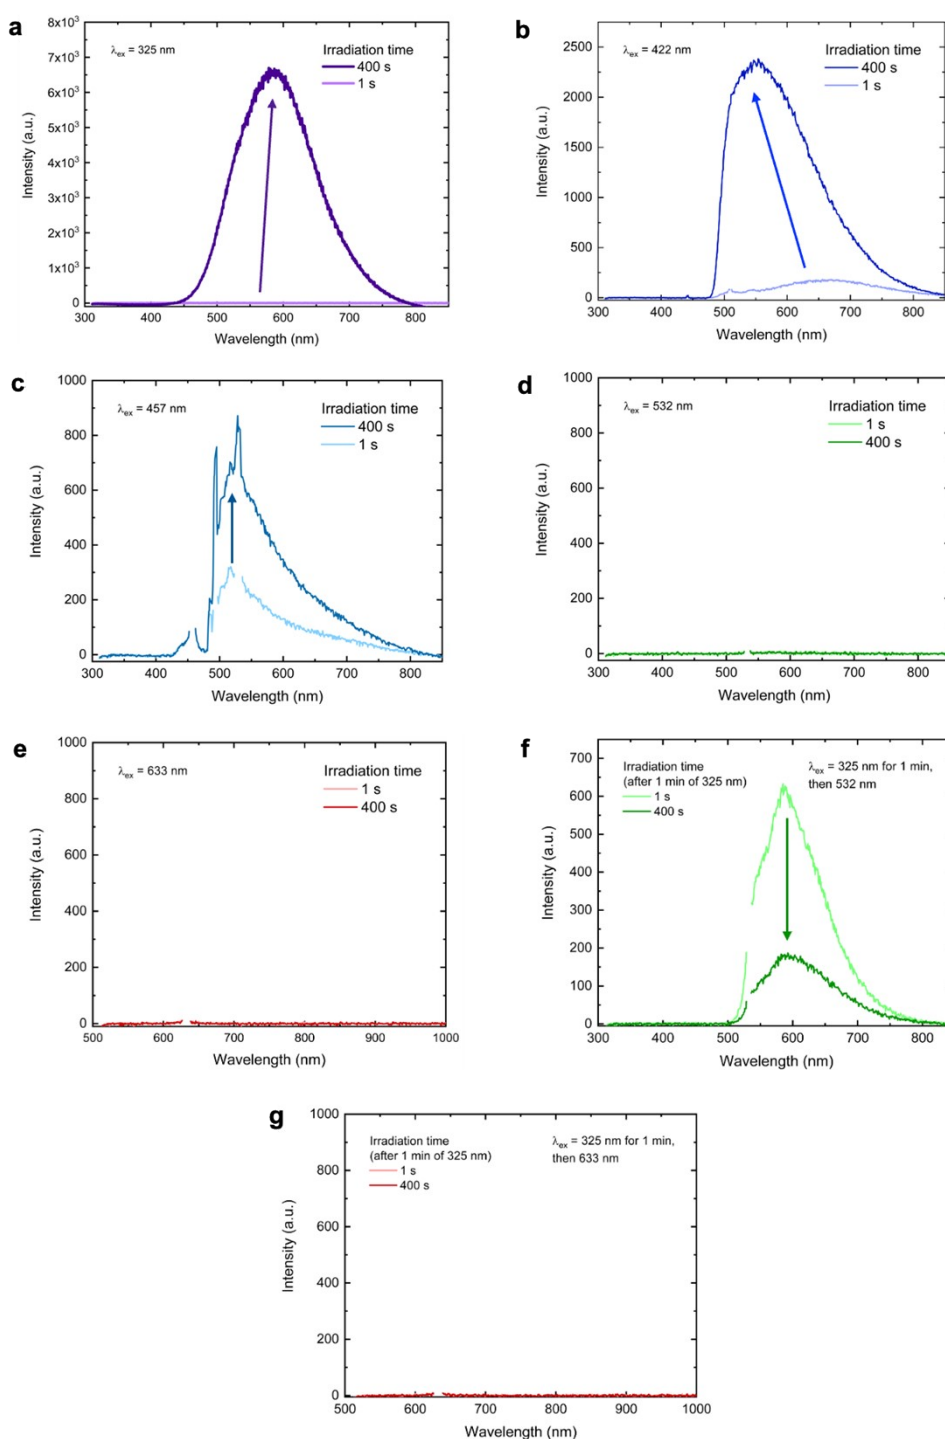 a
λex = 325 nm
Irradiation time
400 s
1 s
8x10³
7x10³
6x10³
5x10³
4x10³
3x10³
2x10³
1x10³
0
Intensity (a.u.)
300 400 500 600 700 800
Wavelength (nm)
b
λex = 422 nm
Irradiation time
400 s
1 s
2500
2000
1500
1000
500
0
Intensity (a.u.)
300 400 500 600 700 800
Wavelength (nm)
c
λex = 457 nm
Irradiation time
400 s
1 s
1000
800
600
400
200
0
Intensity (a.u.)
300 400 500 600 700 800
Wavelength (nm)
d
λex = 532 nm
Irradiation time
1 s
400 s
1000
800
600
400
200
0
Intensity (a.u.)
300 400 500 600 700 800
Wavelength (nm)
e
λex = 633 nm
Irradiation time
1 s
400 s
1000
800
600
400
200
0
Intensity (a.u.)
500 600 700 800 900 1000
Wavelength (nm)
f
Irradiation time
(after 1 min of 325 nm)
1 s
400 s
λex = 325 nm for 1 min,
then 532 nm
700
600
500
400
300
200
100
0
Intensity (a.u.)
300 400 500 600 700 800
Wavelength (nm)
g
Irradiation time
(after 1 min of 325 nm)
1 s
400 s
λex = 325 nm for 1 min,
then 633 nm
1000
800
600
400
200
0
Intensity (a.u.)
500 600 700 800 900 1000
Wavelength (nm)